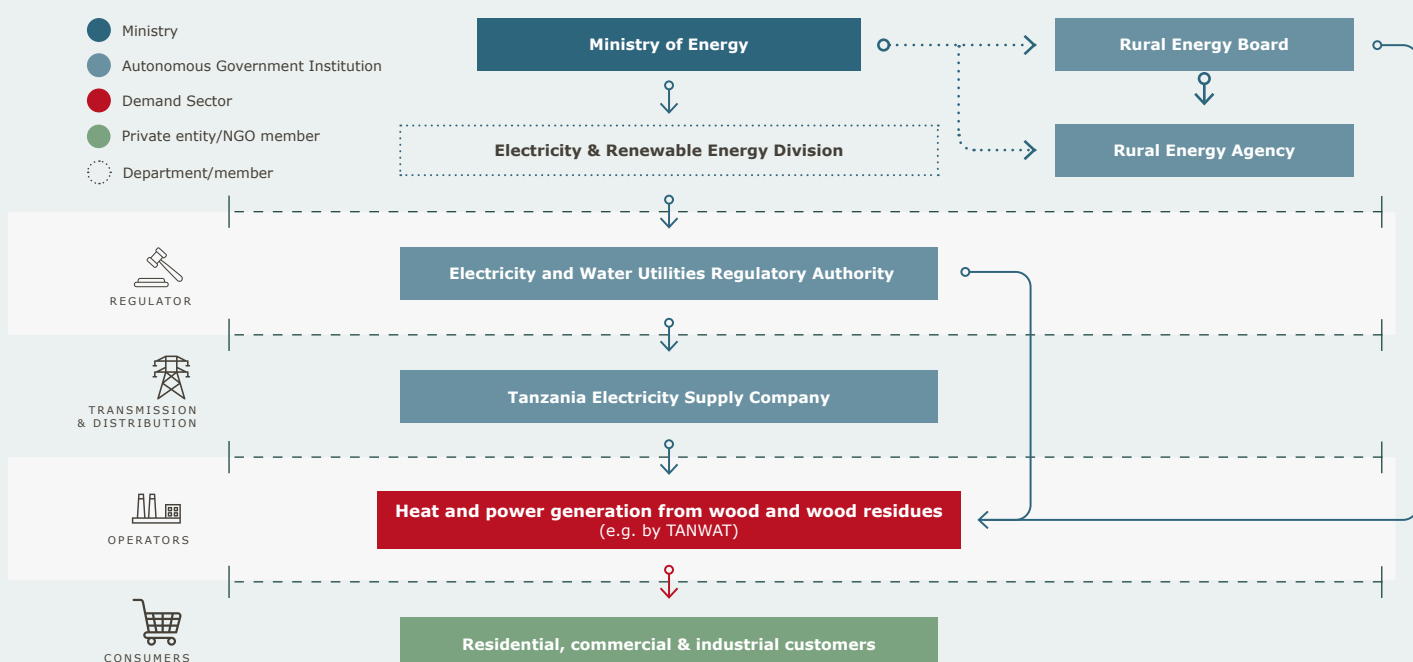 Ministry
Autonomous Government Institution
Demand Sector
Private entity/NGO member
Department/member
Ministry of Energy
Rural Energy Board
Electricity & Renewable Energy Division
Rural Energy Agency
REGULATOR
Electricity and Water Utilities Regulatory Authority
TRANSMISSION
& DISTRIBUTION
Tanzania Electricity Supply Company
OPERATORS
Heat and power generation from wood and wood residues
(e.g. by TANWAT)
CONSUMERS
Residential, commercial & industrial customers